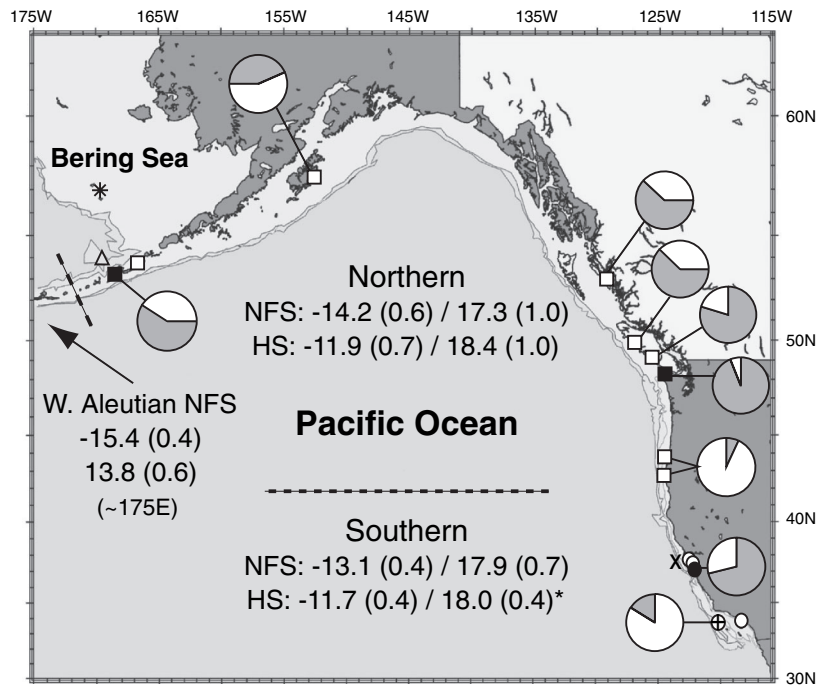 175W 165W 155W 145W 135W 125W 115W
60N
Bering Sea
Northern
NFS: -14.2 (0.6) / 17.3 (1.0)
HS: -11.9 (0.7) / 18.4 (1.0)
50N
W. Aleutian NFS
-15.4 (0.4)
13.8 (0.6)
(~175E)
Pacific Ocean
Southern
NFS: -13.1 (0.4) / 17.9 (0.7)
HS: -11.7 (0.4) / 18.0 (0.4)*
40N
X
30N